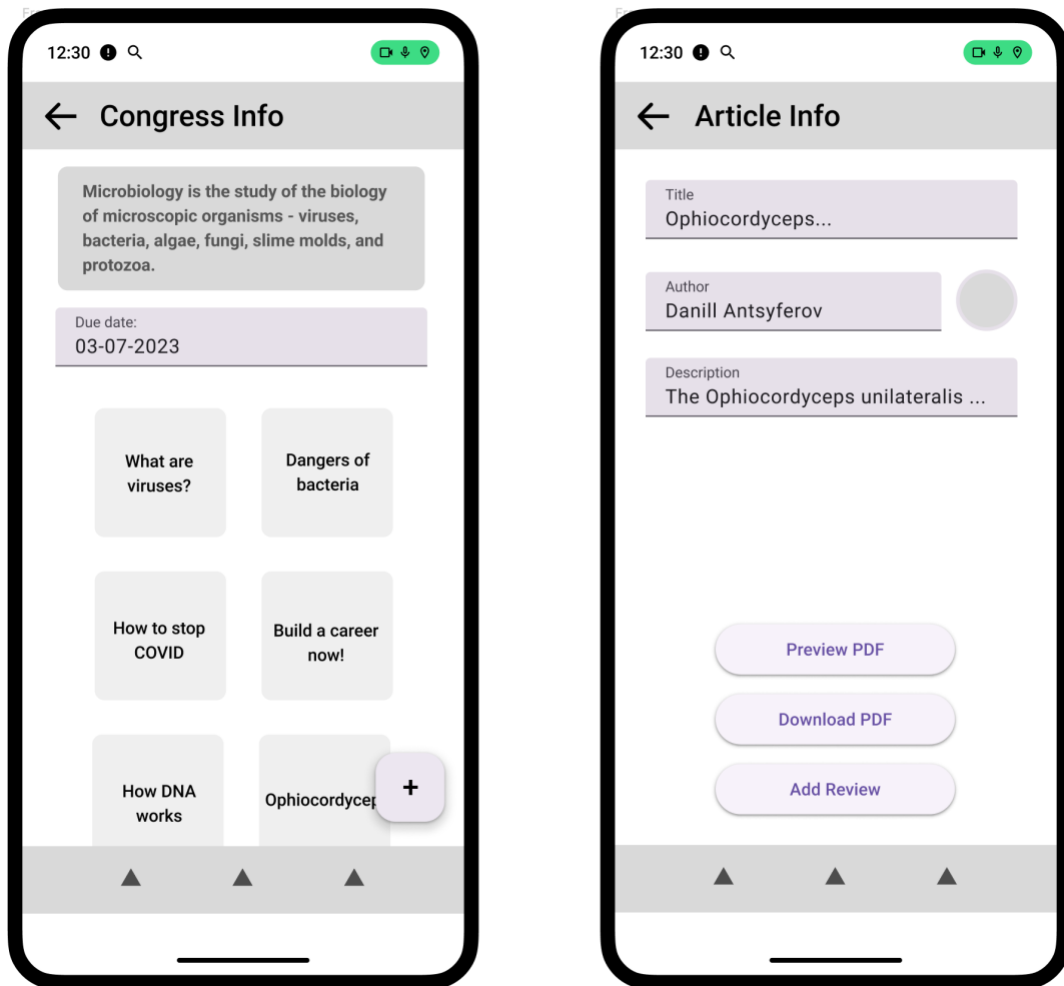 Fr
12:30
Congress Info
Microbiology is the study of the biology
of microscopic organisms - viruses,
bacteria, algae, fungi, slime molds, and
protozoa.
Due date:
03-07-2023
What are
viruses?
Dangers of
bacteria
How to stop
COVID
Build a career
now!
How DNA
works
Ophiocordycep
+
Fr
12:30
Article Info
Title
Ophiocordyceps...
Author
Danill Antsyferov
Description
The Ophiocordyceps unilateralis ...
Preview PDF
Download PDF
Add Review